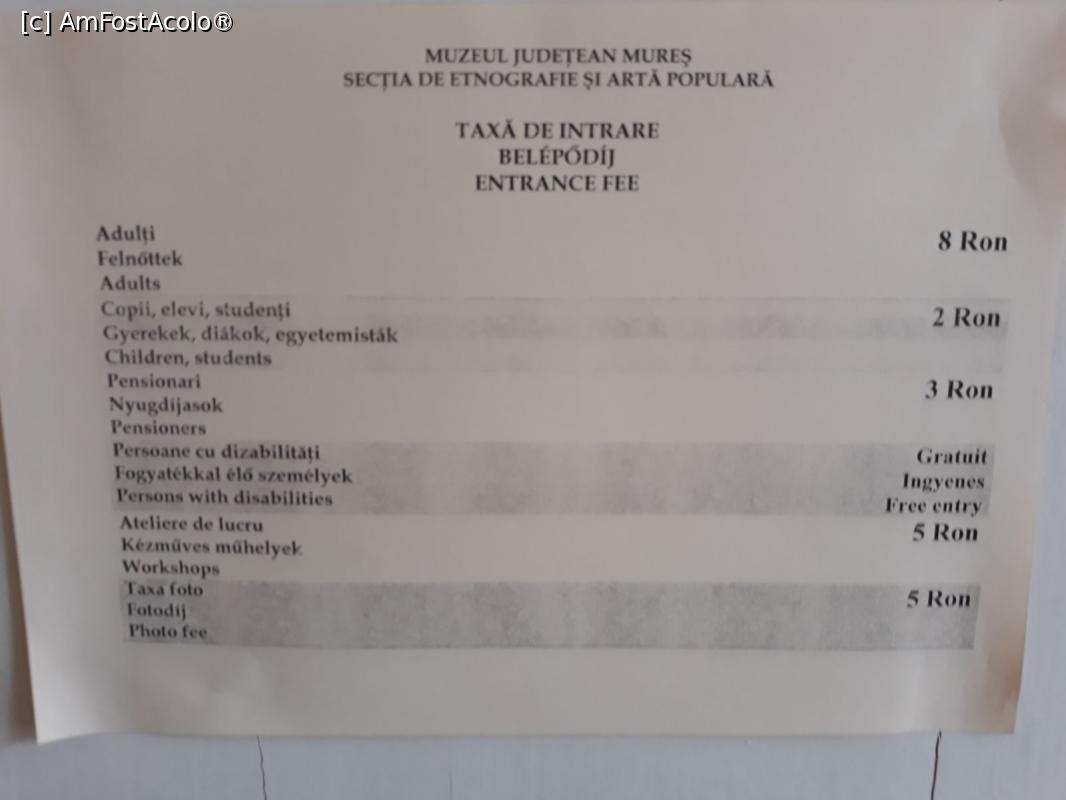 [c] AmFostAcolo®
MUZEUL JUDEȚEAN MUREȘ
SECȚIA DE ETNOGRAFIE ȘI ARTĂ POPULARĂ
TAXĂ DE INTRARE
BELÉPŐDÍJ
ENTRANCE FEE
Adulți
Felnőttek
Adults
8 Ron
Copii, elevi, studenți
Gyerekek, diákok, egyetemisták
Children, students
2 Ron
Pensionari
Nyugdíjasok
Pensioners
3 Ron
Persoane cu dizabilități
Fogyatékkal élő személyek
Persons with disabilities
Gratuit
Ingyenes
Free entry
Ateliere de lucru
Kézműves műhelyek
Workshops
5 Ron
Taxa foto
Fotodíj
Photo fee
5 Ron